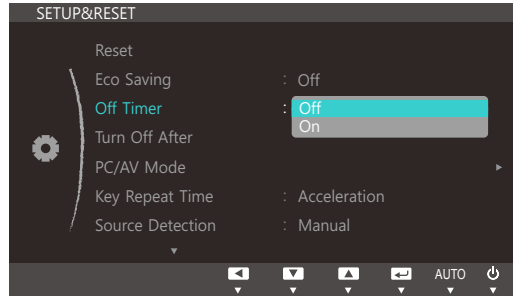 SETUP&RESET
Reset
Eco Saving : Off
Off Timer : Off
On
Turn Off After
PC/AV Mode
Key Repeat Time : Acceleration
Source Detection : Manual
AUTO